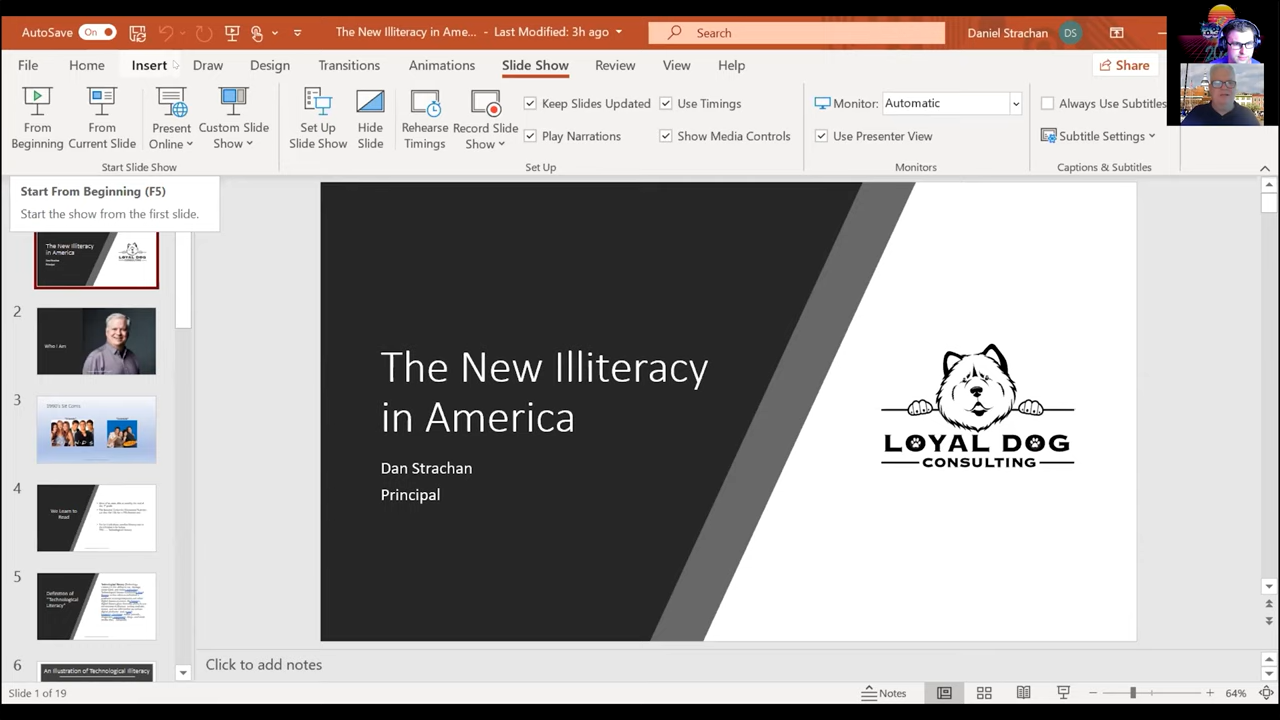 AutoSave On The New Illiteracy in Ame... - Last Modified: 3h ago Search Daniel Strachan DS
File Home Insert Draw Design Transitions Animations Slide Show Review View Help Share
From Beginning
From Current Slide
Present Online
Custom Slide Show
Start Slide Show
Set Up Slide Show
Hide Slide
Rehearse Timings
Record Slide Show
Keep Slides Updated
Play Narrations
Use Timings
Show Media Controls
Set Up
Monitor: Automatic
Use Presenter View
Monitors
Always Use Subtitles
Subtitle Settings
Captions & Subtitles
Start From Beginning (F5)
Start the show from the first slide.
The New Illiteracy
in America
2
Who I Am
3
4
We Learn to
Read
5
Definition of
"Technological
Literacy"
6
An Illustration of Technological Illiteracy
The New Illiteracy
in America
Dan Strachan
Principal
LOYAL DOG
CONSULTING
Click to add notes
Slide 1 of 19 Notes 64%